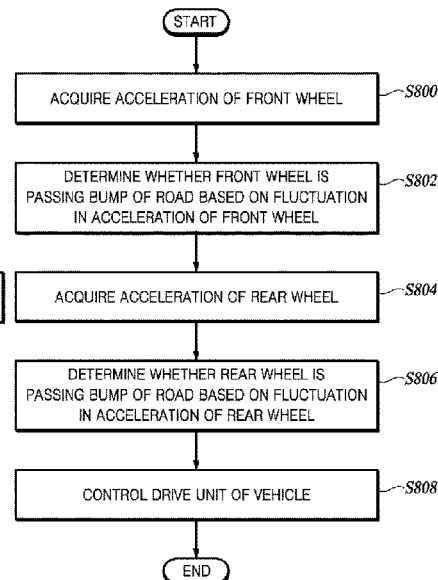 START
ACQUIRE ACCELERATION OF FRONT WHEEL
S800
DETERMINE WHETHER FRONT WHEEL IS
PASSING BUMP OF ROAD BASED ON FLUCTUATION
IN ACCELERATION OF FRONT WHEEL
S802
ACQUIRE ACCELERATION OF REAR WHEEL
S804
DETERMINE WHETHER REAR WHEEL IS
PASSING BUMP OF ROAD BASED ON FLUCTUATION
IN ACCELERATION OF REAR WHEEL
S806
CONTROL DRIVE UNIT OF VEHICLE
S808
END